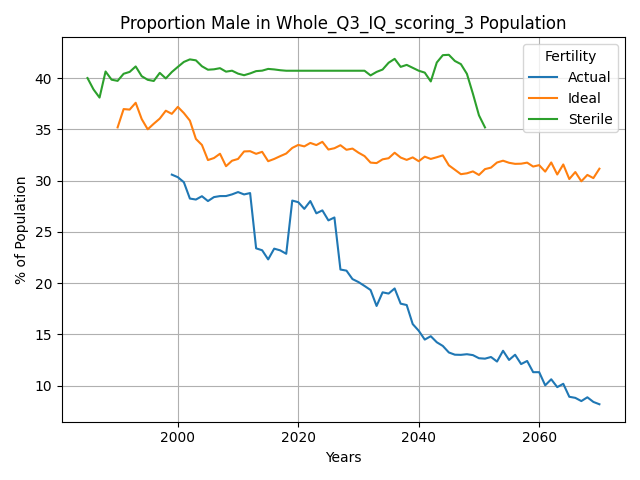 Proportion Male in Whole_Q3_IQ_scoring_3 Population
Fertility
Actual
Ideal
Sterile
% of Population
40
35
30
25
20
15
10
2000
2020
2040
2060
Years